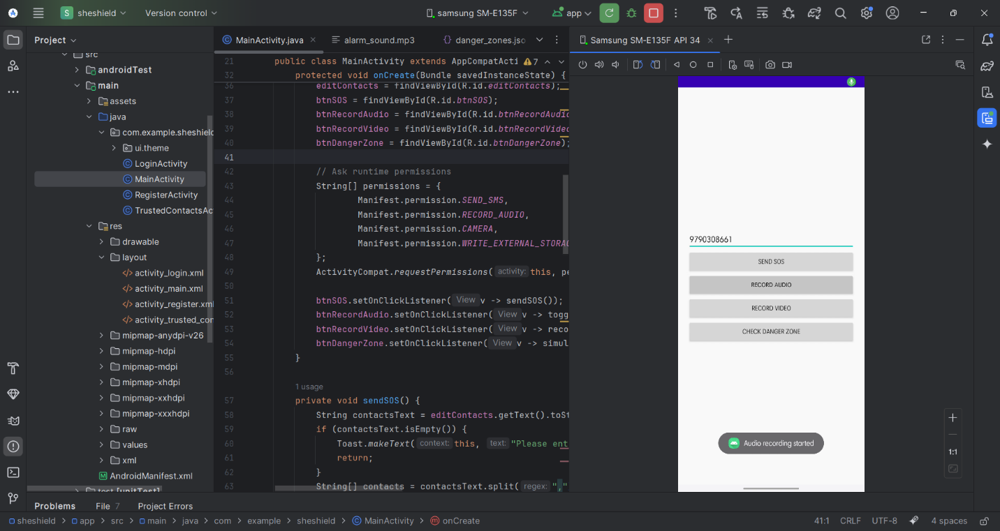 S sheshield Version control samsung SM-E135F app
Project
MainActivity.java alarm_sound.mp3 {} danger_zones.jso
Samsung SM-E135F API 34
src
androidTest
main
assets
java
com.example.sheshield
ui.theme
LoginActivity
MainActivity
RegisterActivity
TrustedContactsAc
res
drawable
layout
activity_login.xml
activity_main.xml
activity_register.xml
activity_trusted_con
mipmap-anydpi-v26
mipmap-hdpi
mipmap-mdpi
mipmap-xhdpi
mipmap-xxhdpi
mipmap-xxxhdpi
raw
values
xml
AndroidManifest.xml
test [unitTest]
21 public class MainActivity extends AppCompatActi 7
32 protected void onCreate(Bundle savedInstanceState) {
36 editContacts = findViewById(R.id.editContacts);
37 btnSOS = findViewById(R.id.btnSOS);
38 btnRecordAudio = findViewById(R.id.btnRecordAudio
39 btnRecordVideo = findViewById(R.id.btnRecordVideo
40 btnDangerZone = findViewById(R.id.btnDangerZone);
41
42 // Ask runtime permissions
43 String[] permissions = {
44 Manifest.permission.SEND_SMS,
45 Manifest.permission.RECORD_AUDIO,
46 Manifest.permission.CAMERA,
47 Manifest.permission.WRITE_EXTERNAL_STORAG
48 };
49 ActivityCompat.requestPermissions( activity: this, pe
50
51 btnSOS.setOnClickListener( View v -> sendSOS());
52 btnRecordAudio.setOnClickListener( View v -> togg
53 btnRecordVideo.setOnClickListener( View v -> reco
54 btnDangerZone.setOnClickListener( View v -> simul
55 }
56
1 usage
57 private void sendSOS() {
58 String contactsText = editContacts.getText().toSt
59 if (contactsText.isEmpty()) {
60 Toast.makeText( context: this, text: "Please ent
61 return;
62 }
63 String[] contacts = contactsText.split( regex: ","
9790308661
SEND SOS
RECORD AUDIO
RECORD VIDEO
CHECK DANGER ZONE
Audio recording started
1:1
Problems File 7 Project Errors
sheshield > app > src > main > java > com > example > sheshield > MainActivity > onCreate
41:1 CRLF UTF-8 4 spaces